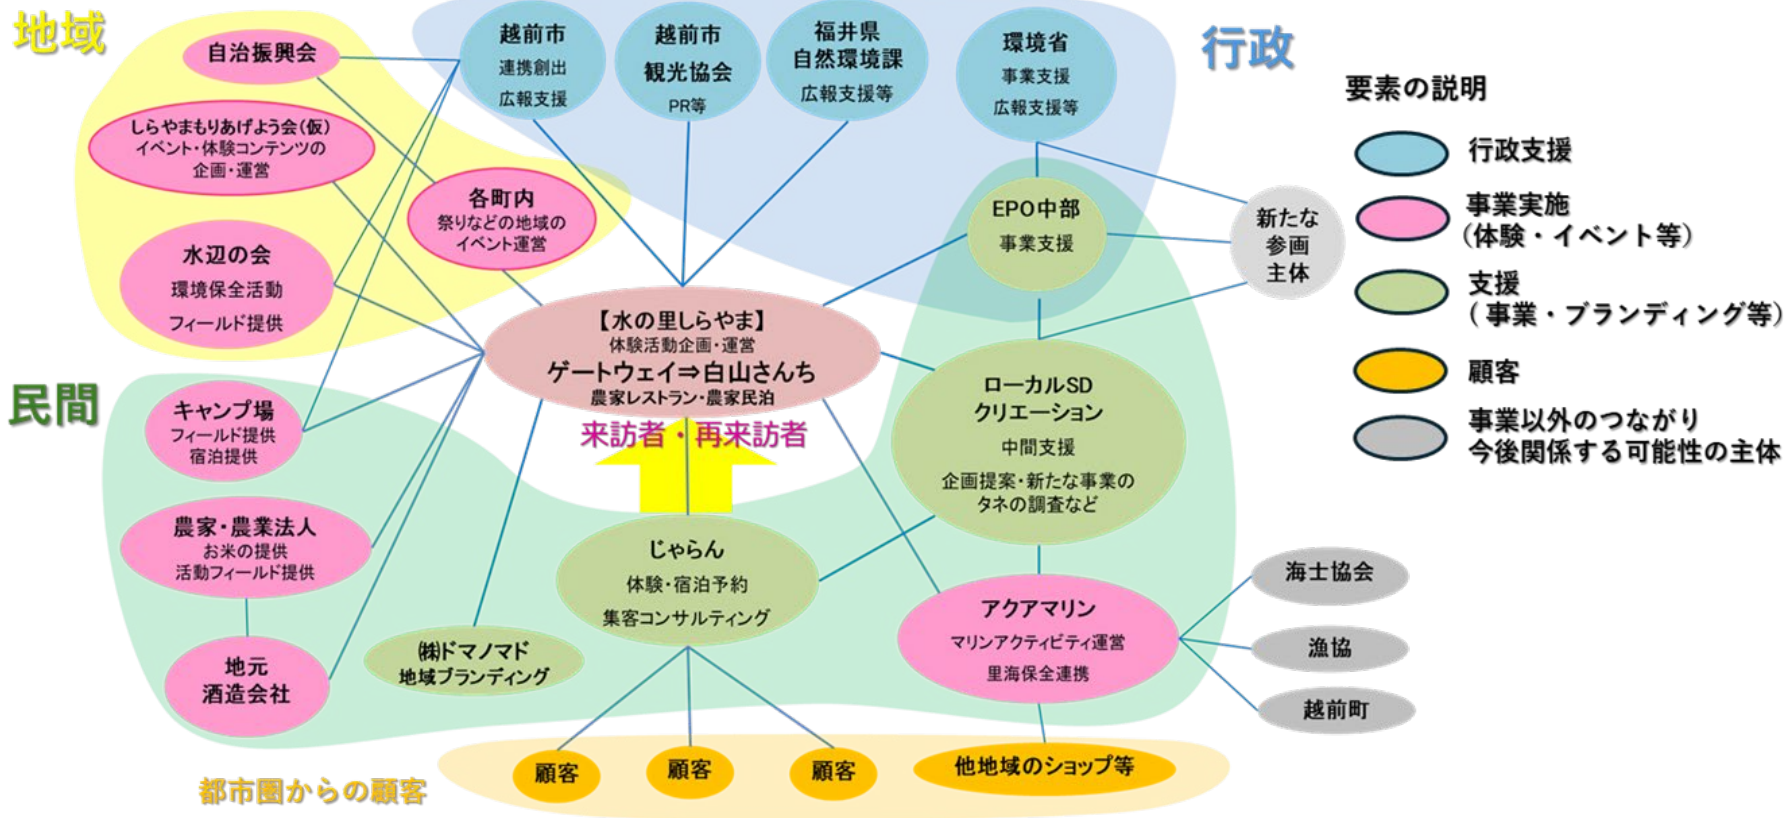 地域
自治振興会
しらやまもりあげよう会(仮)
イベント・体験コンテンツの
企画・運営
水辺の会
環境保全活動
フィールド提供
各町内
祭りなどの地域の
イベント運営
越前市
連携創出
広報支援
越前市
観光協会
PR等
福井県
自然環境課
広報支援等
環境省
事業支援
広報支援等
行政
EPO中部
事業支援
新たな
参画
主体
【水の里しらやま】
体験活動企画・運営
ゲートウェイ⇒白山さんち
農家レストラン・農家民泊
来訪者・再来訪者
民間
キャンプ場
フィールド提供
宿泊提供
農家・農業法人
お米の提供
活動フィールド提供
地元
酒造会社
㈱ドマノマド
地域ブランディング
じゃらん
体験・宿泊予約
集客コンサルティング
ローカルSD
クリエーション
中間支援
企画提案・新たな事業の
タネの調査など
アクアマリン
マリンアクティビティ運営
里海保全連携
海士協会
漁協
越前町
都市圏からの顧客
顧客
顧客
顧客
他地域のショップ等
要素の説明
行政支援
事業実施
(体験・イベント等)
支援
( 事業・ブランディング等)
顧客
事業以外のつながり
今後関係する可能性の主体